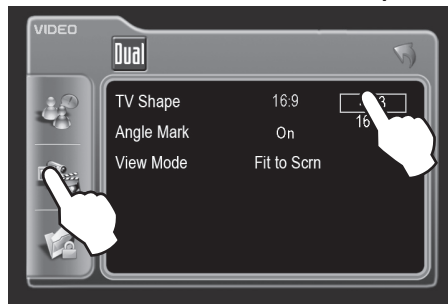 VIDEO
Dual
TV Shape 16:9
Angle Mark On
View Mode Fit to Scrn